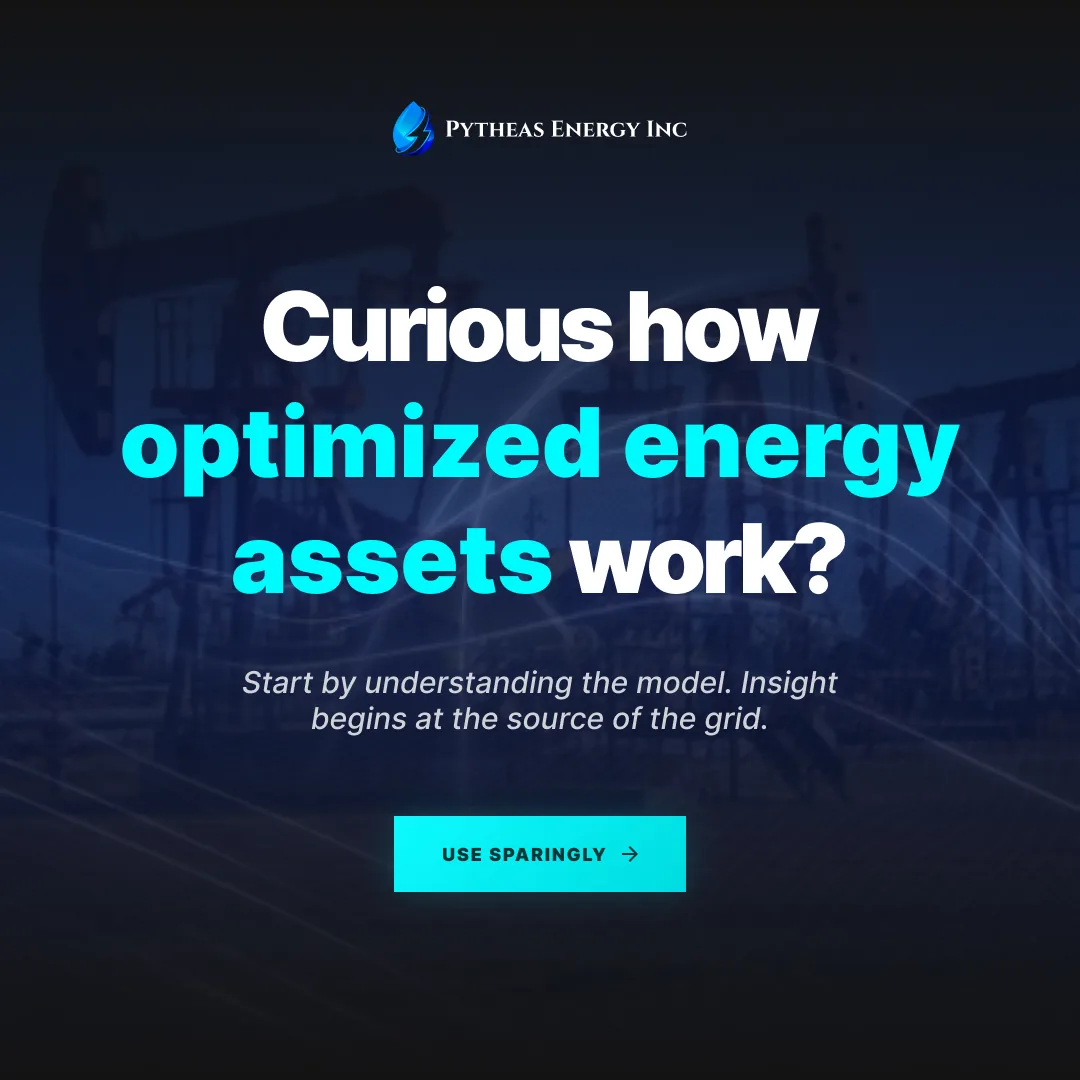 Pytheas Energy Inc
Curious how
optimized energy
assets work?
Start by understanding the model. Insight
begins at the source of the grid.
USE SPARINGLY →